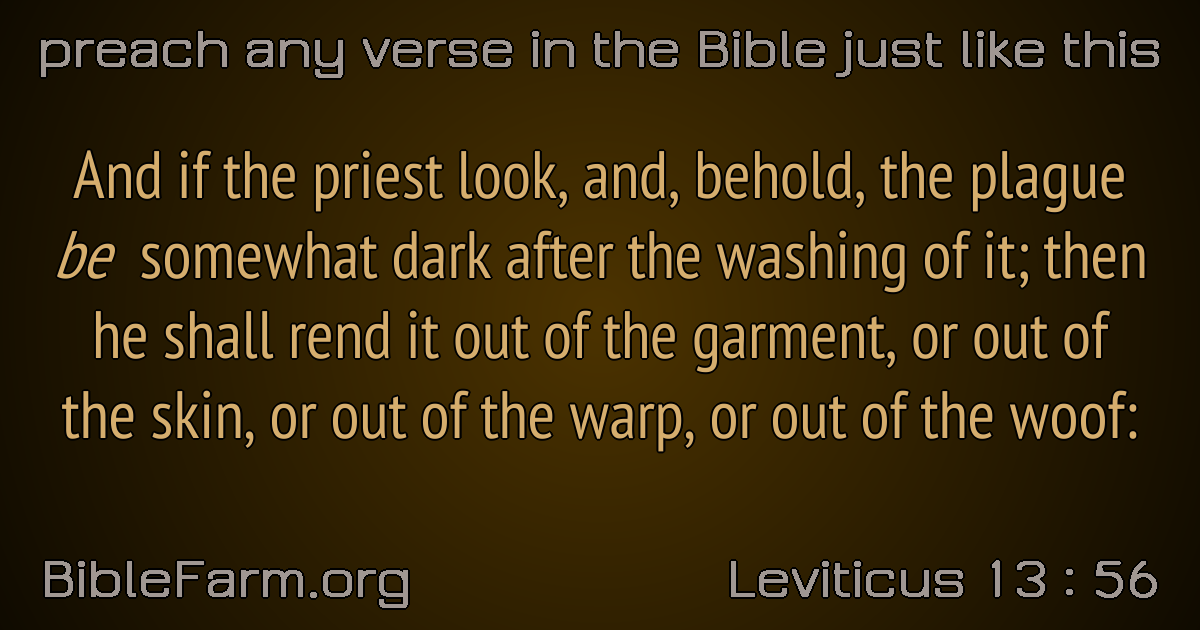 preach any verse in the Bible just like this
And if the priest look, and, behold, the plague
be somewhat dark after the washing of it; then
he shall rend it out of the garment, or out of
the skin, or out of the warp, or out of the woof:
BibleFarm.org
Leviticus 13 : 56